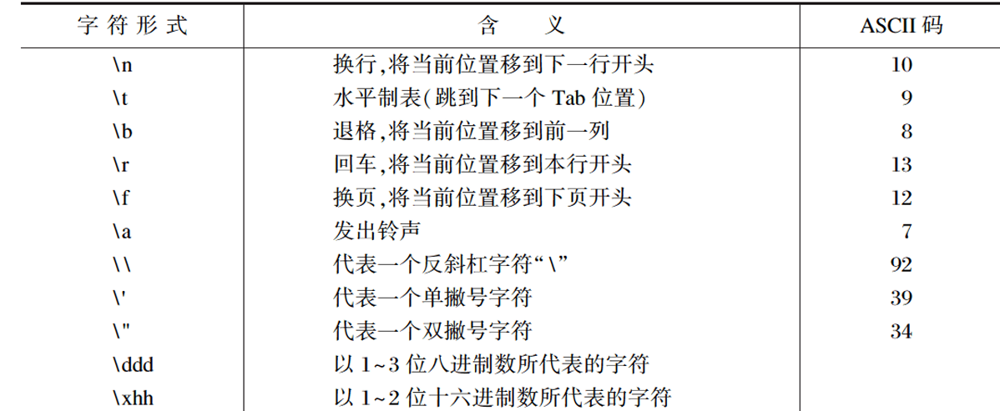 字符形式 含 义 ASCII 码
\n 换行,将当前位置移到下一行开头 10
\t 水平制表(跳到下一个 Tab 位置) 9
\b 退格,将当前位置移到前一列 8
\r 回车,将当前位置移到本行开头 13
\f 换页,将当前位置移到下页开头 12
\a 发出铃声 7
\\ 代表一个反斜杠字符“\” 92
\' 代表一个单撇号字符 39
\" 代表一个双撇号字符 34
\ddd 以 1~3 位八进制数所代表的字符
\xhh 以 1~2 位十六进制数所代表的字符